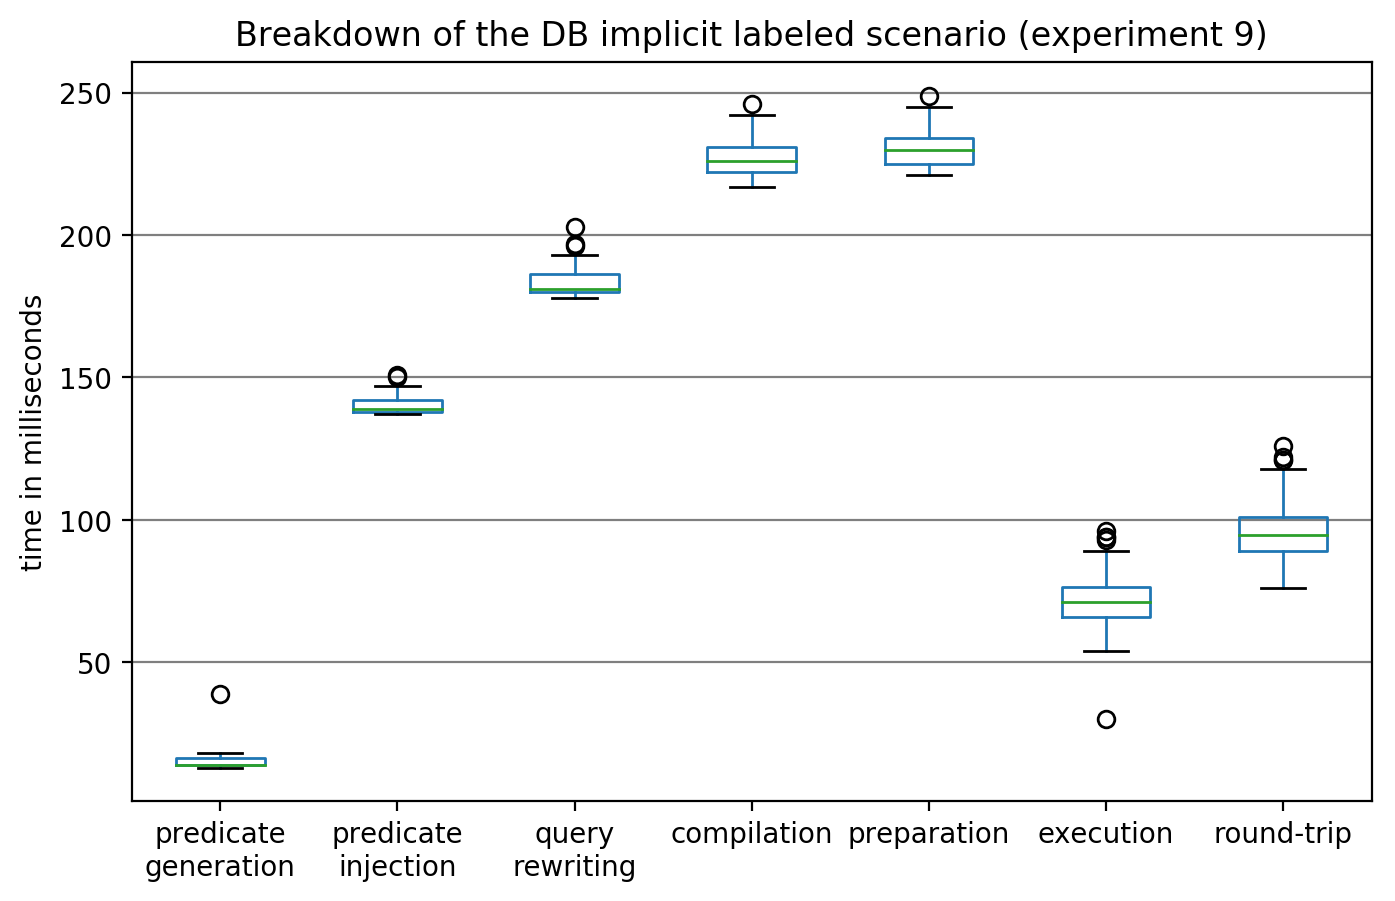 Breakdown of the DB implicit labeled scenario (experiment 9)
time in milliseconds
250
200
150
100
50
predicate generation
predicate injection
query rewriting
compilation
preparation
execution
round-trip